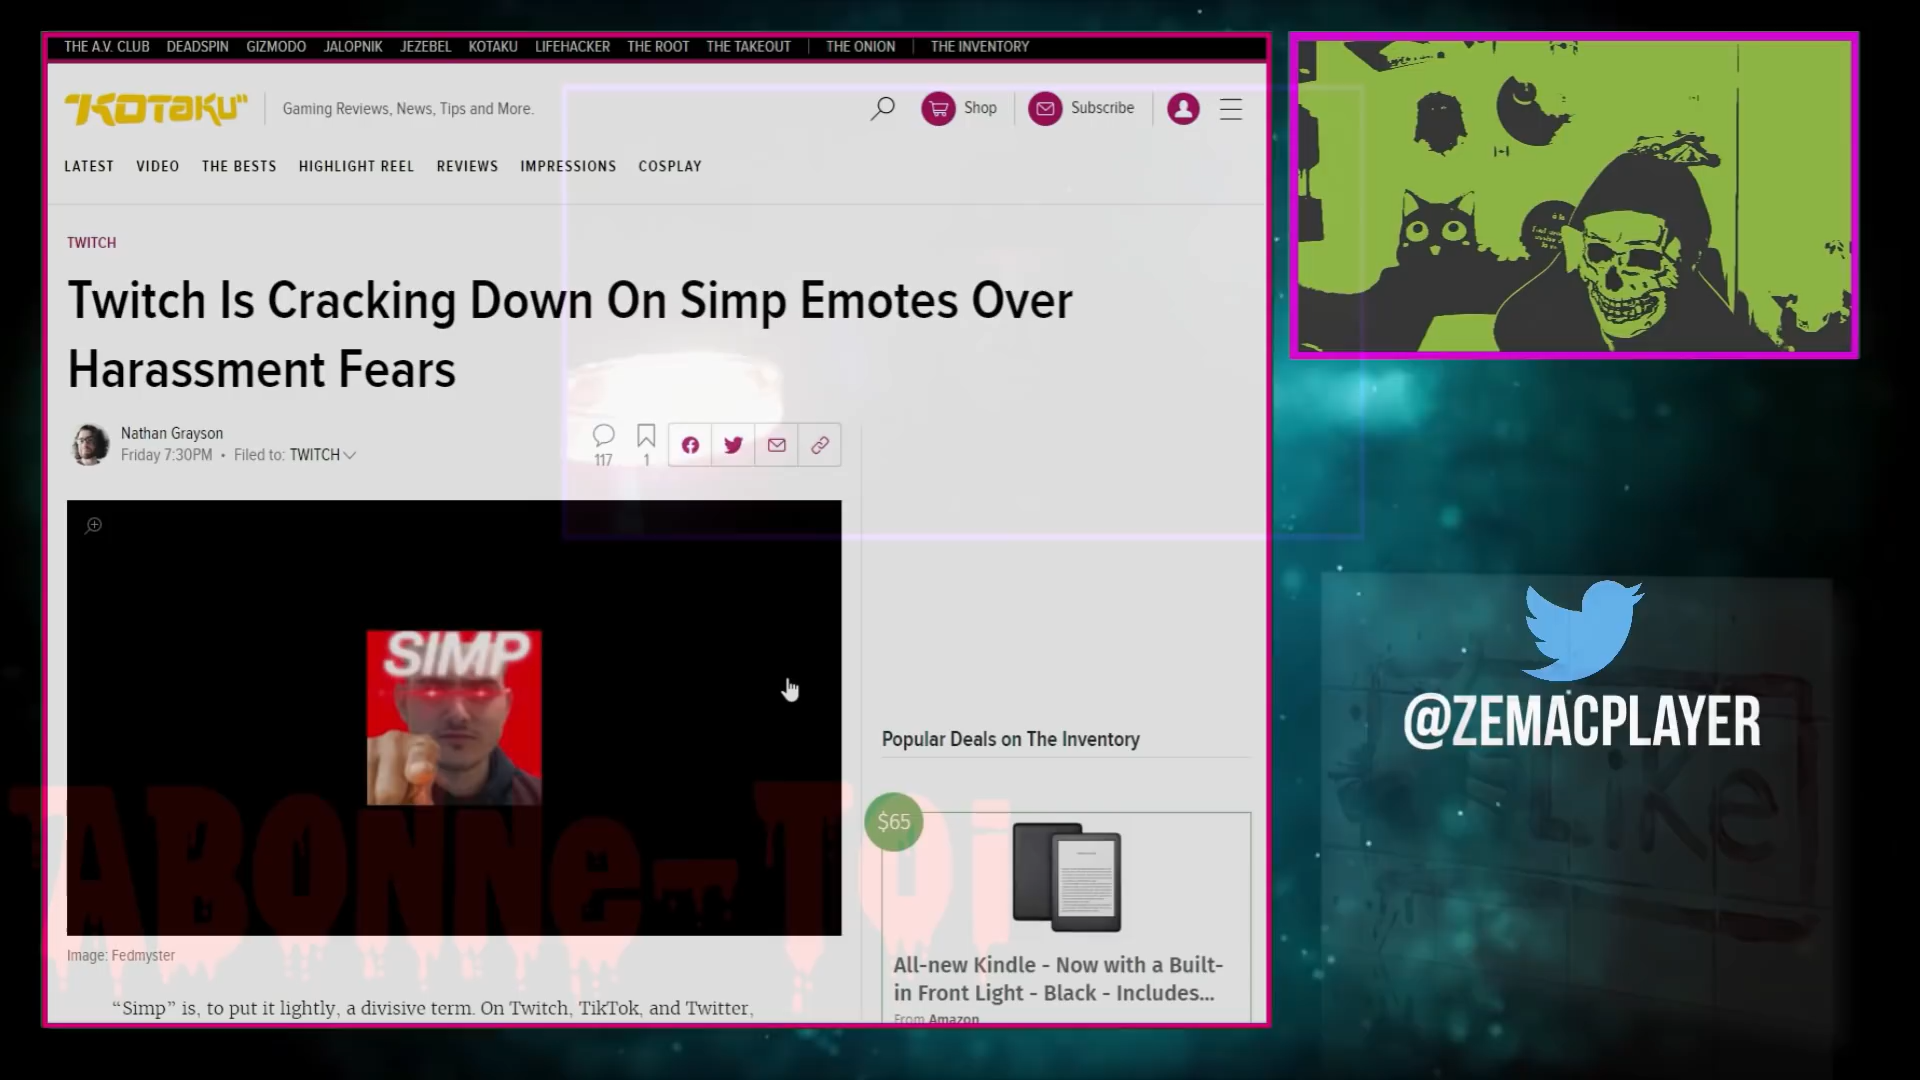 THE A.V. CLUB DEADSPIN GIZMODO JALOPNIK JEZEBEL KOTAKU LIFEHACKER THE ROOT THE TAKEOUT THE ONION THE INVENTORY
KOTAKU
Gaming Reviews, News, Tips and More.
Shop
Subscribe
LATEST VIDEO THE BESTS HIGHLIGHT REEL REVIEWS IMPRESSIONS COSPLAY
TWITCH
Twitch Is Cracking Down On Simp Emotes Over
Harassment Fears
Nathan Grayson
Friday 7:30PM • Filed to: TWITCH
117
1
SIMP
ABONNE-TOi
Image: Fedmyster
“Simp” is, to put it lightly, a divisive term. On Twitch, TikTok, and Twitter,
Popular Deals on The Inventory
$65
All-new Kindle - Now with a Built-
in Front Light - Black - Includes...
From Amazon
@ZEMACPLAYER
LiKe